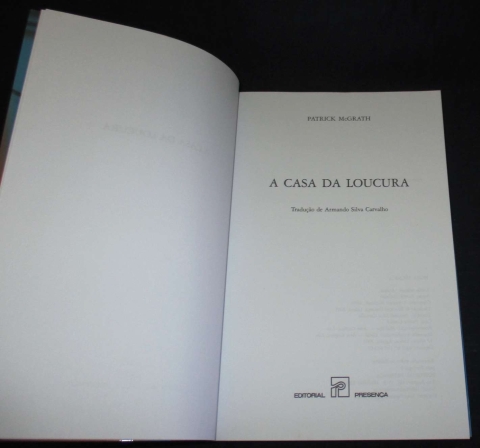 PATRICK McGRATH
A CASA DA LOUCURA
Tradução de Armando Silva Carvalho
EDITORIAL PRESENÇA